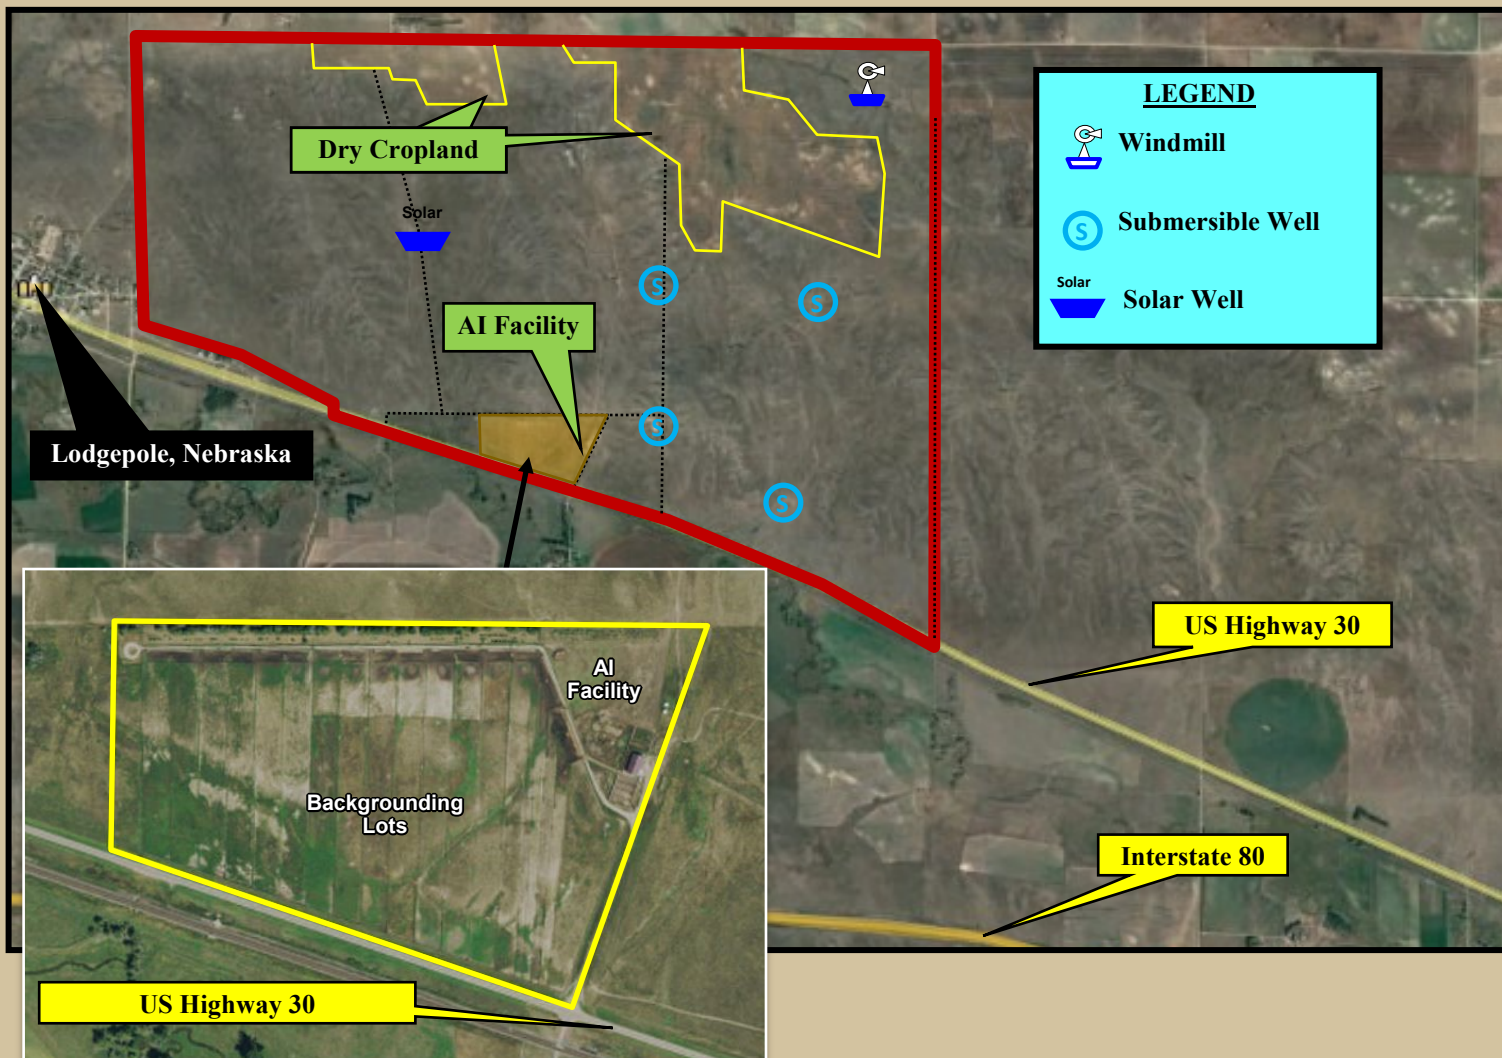 LEGEND
Windmill
S Submersible Well
Solar
Solar Well
Dry Cropland
Solar
S
S
AI Facility
S
S
Lodgepole, Nebraska
US Highway 30
Interstate 80
AI
Facility
Backgrounding
Lots
US Highway 30